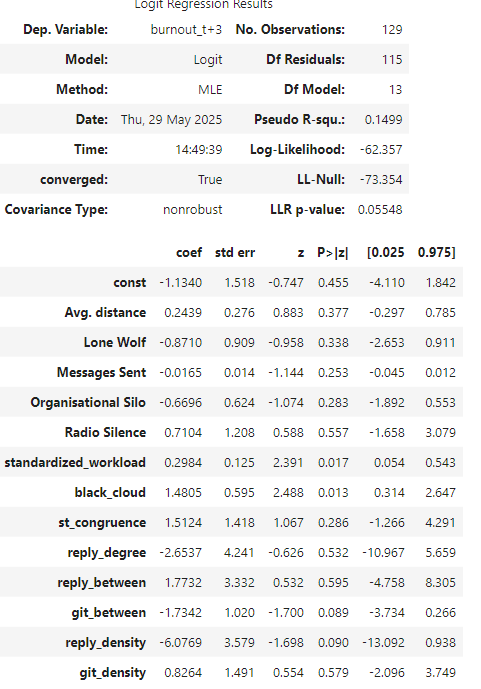 Logit Regression Results
Dep. Variable: burnout_t+3 No. Observations: 129
Model: Logit Df Residuals: 115
Method: MLE Df Model: 13
Date: Thu, 29 May 2025 Pseudo R-squ.: 0.1499
Time: 14:49:39 Log-Likelihood: -62.357
converged: True LL-Null: -73.354
Covariance Type: nonrobust LLR p-value: 0.05548
coef std err z P>|z| [0.025 0.975]
const -1.1340 1.518 -0.747 0.455 -4.110 1.842
Avg. distance 0.2439 0.276 0.883 0.377 -0.297 0.785
Lone Wolf -0.8710 0.909 -0.958 0.338 -2.653 0.911
Messages Sent -0.0165 0.014 -1.144 0.253 -0.045 0.012
Organisational Silo -0.6696 0.624 -1.074 0.283 -1.892 0.553
Radio Silence 0.7104 1.208 0.588 0.557 -1.658 3.079
standardized_workload 0.2984 0.125 2.391 0.017 0.054 0.543
black_cloud 1.4805 0.595 2.488 0.013 0.314 2.647
st_congruence 1.5124 1.418 1.067 0.286 -1.266 4.291
reply_degree -2.6537 4.241 -0.626 0.532 -10.967 5.659
reply_between 1.7732 3.332 0.532 0.595 -4.758 8.305
git_between -1.7342 1.020 -1.700 0.089 -3.734 0.266
reply_density -6.0769 3.579 -1.698 0.090 -13.092 0.938
git_density 0.8264 1.491 0.554 0.579 -2.096 3.749